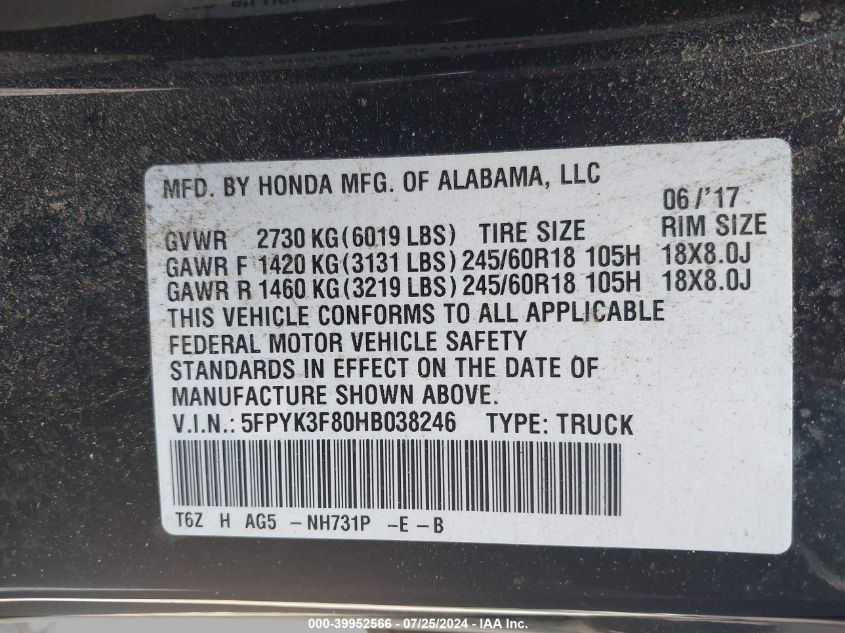 MFD. BY HONDA MFG. OF ALABAMA, LLC
06/'17
GVWR 2730 KG(6019 LBS) TIRE SIZE RIM SIZE
GAWR F 1420 KG(3131 LBS) 245/60R18 105H 18X8.0J
GAWR R 1460 KG(3219 LBS) 245/60R18 105H 18X8.0J
THIS VEHICLE CONFORMS TO ALL APPLICABLE
FEDERAL MOTOR VEHICLE SAFETY
STANDARDS IN EFFECT ON THE DATE OF
MANUFACTURE SHOWN ABOVE.
V.I.N.: 5FPYK3F80HB038246 TYPE: TRUCK
T6Z H AG5 -NH731P -E -B
000-39952566 - 07/25/2024 - IAA Inc.